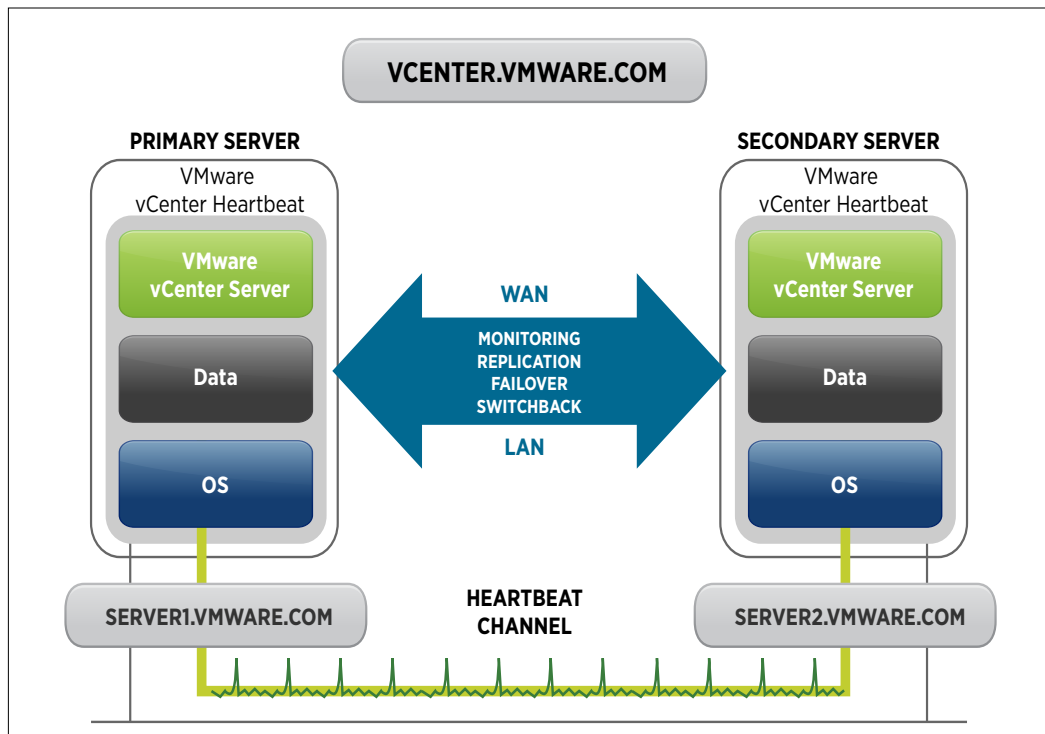 VCENTER.VMWARE.COM
PRIMARY SERVER
VMware
vCenter Heartbeat
VMware
vCenter Server
Data
OS
SERVER1.VMWARE.COM
WAN
MONITORING
REPLICATION
FAILOVER
SWITCHBACK
LAN
HEARTBEAT
CHANNEL
SECONDARY SERVER
VMware
vCenter Heartbeat
VMware
vCenter Server
Data
OS
SERVER2.VMWARE.COM